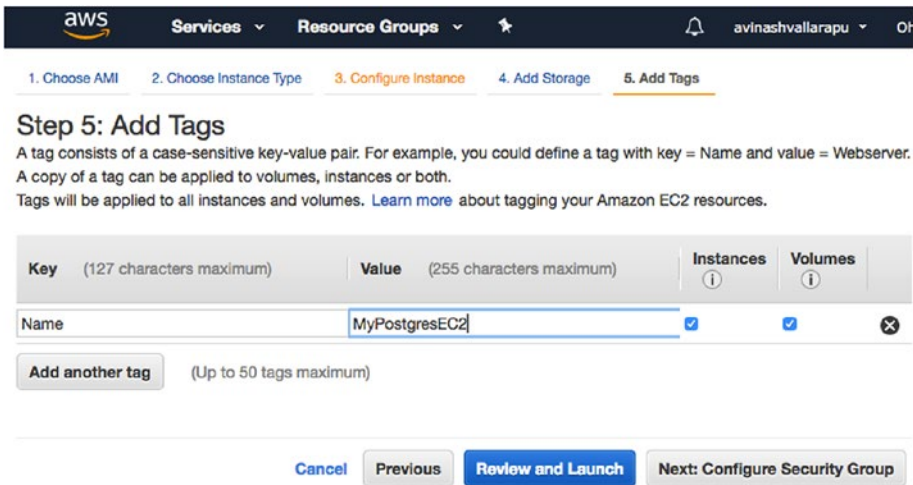 aws Services Resource Groups avinashvallarapu
1. Choose AMI 2. Choose Instance Type 3. Configure Instance 4. Add Storage 5. Add Tags
Step 5: Add Tags
A tag consists of a case-sensitive key-value pair. For example, you could define a tag with key = Name and value = Webserver.
A copy of a tag can be applied to volumes, instances or both.
Tags will be applied to all instances and volumes. Learn more about tagging your Amazon EC2 resources.
Key (127 characters maximum) Value (255 characters maximum) Instances Volumes
Name MyPostgresEC2
Add another tag (Up to 50 tags maximum)
Cancel Previous Review and Launch Next: Configure Security Group